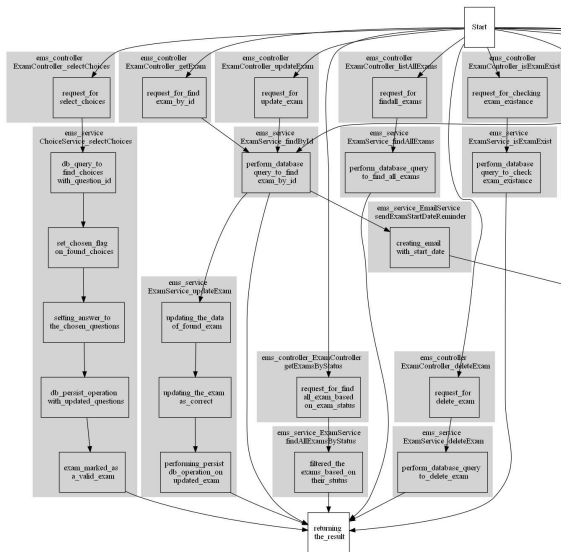 Start
ems_controller
ExamController_selectChoices
request_for
select_choices
ems_controller
ExamController_getExam
request_for_find
exam_by_id
ems_controller
ExamController_updateExam
request_for
update_exam
ems_controller
ExamController_listAllExams
request_for
findall_exams
ems_controller
ExamController_isExamExist
request_for_checking
exam_existance
ems_service
ChoiceService_selectChoices
db_query_to
find_choices
with_question_id
set_chosen_flag
on_found_choices
setting_answer_to
the_chosen_questions
db_persist_operation
with_updated_questions
exam_marked_as
a_valid_exam
ems_service
ExamService_findById
perform_database
query_to_find
exam_by_id
ems_service
ExamService_findAllExams
perform_database_query
to_find_all_exams
ems_service
ExamService_isExamExist
perform_database
query_to_check
exam_existance
ems_service_EmailService
sendExamStartDateReminder
creating_email
with_start_date
ems_service
ExamService_updateExam
updating_the_data
of_found_exam
updating_the_exam
as_correct
performing_persist
db_operation_on
updated_exam
ems_controller_ExamController
getExamsByStatus
request_for_find
all_exam_based
on_exam_status
ems_service_ExamService
findAllExamsByStatus
filtered_the
exams_based_on
their_stutus
ems_controller
ExamController_deleteExam
request_for
delete_exam
ems_service
ExamService_deleteExam
perform_database_query
to_delete_exam
returning
the_result